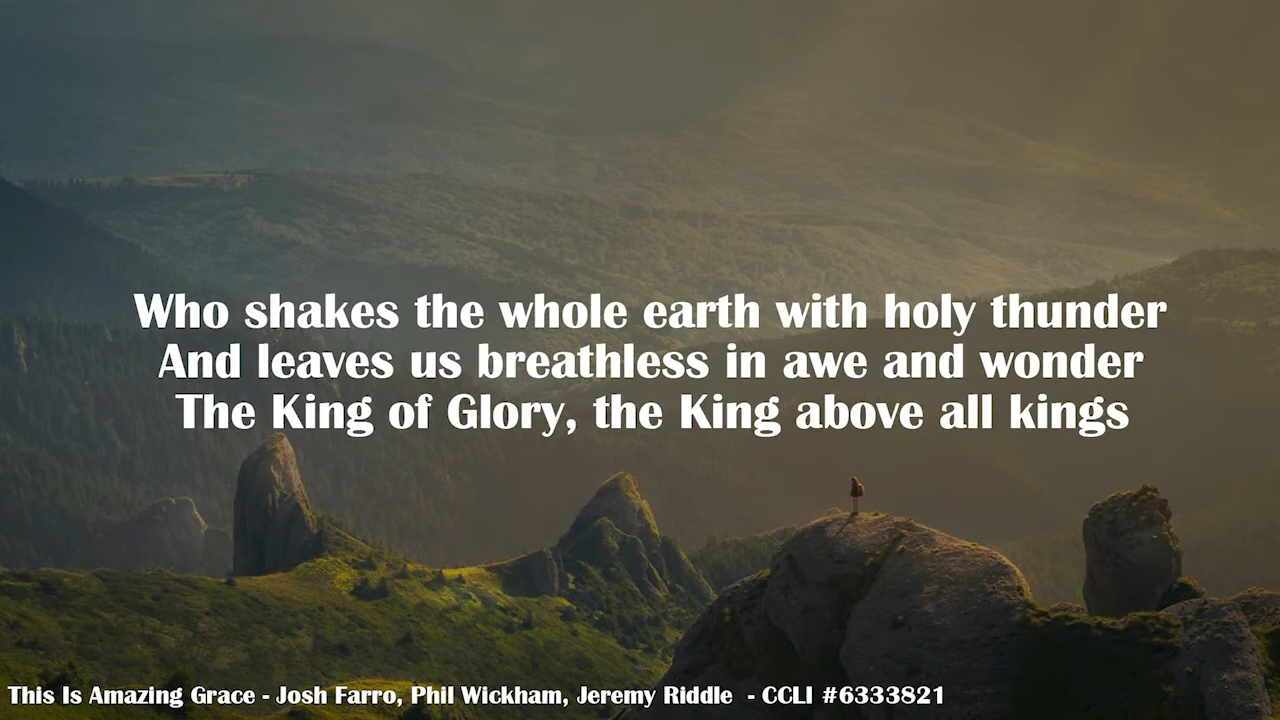 Who shakes the whole earth with holy thunder
And leaves us breathless in awe and wonder
The King of Glory, the King above all kings
This Is Amazing Grace - Josh Farro, Phil Wickham, Jeremy Riddle  - CCLI #6333821